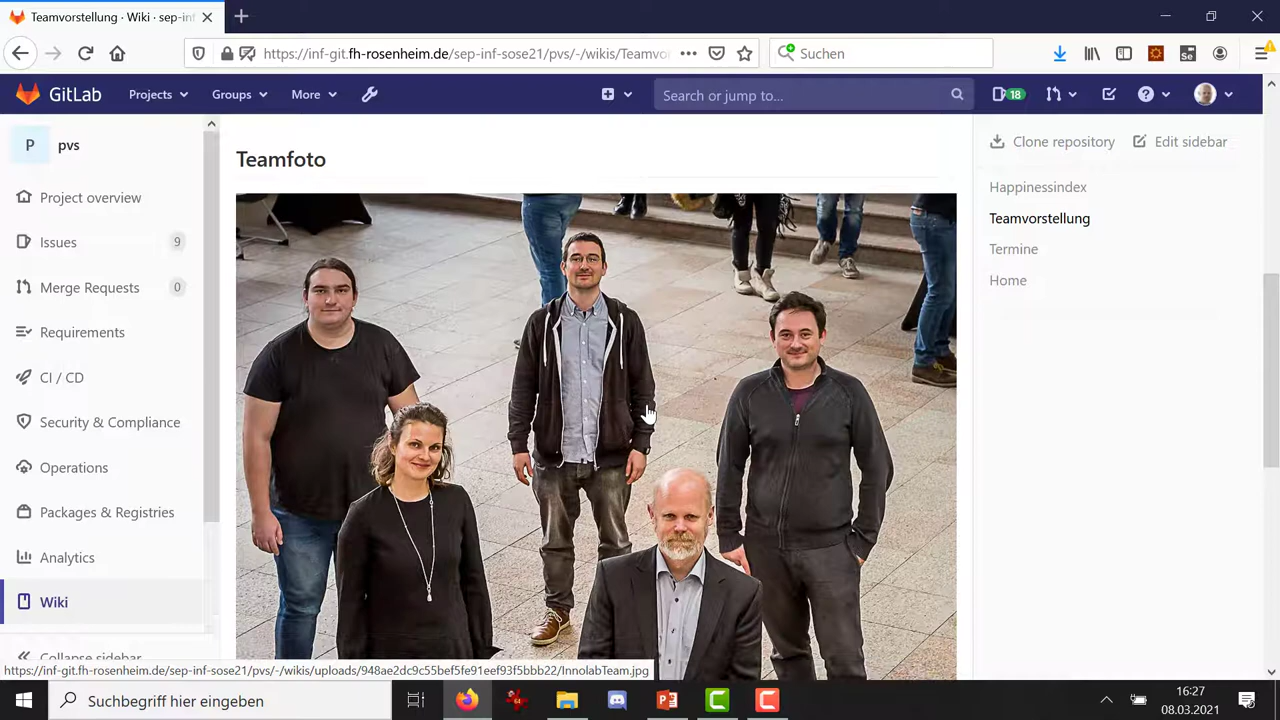 Teamvorstellung · Wiki · sep-inf
https://inf-git.fh-rosenheim.de/sep-inf-sose21/pvs/-/wikis/Teamvo
Suchen
GitLab
Projects
Groups
More
Search or jump to...
18
P
pvs
Project overview
Issues
9
Merge Requests
0
Requirements
CI / CD
Security & Compliance
Operations
Packages & Registries
Analytics
Wiki
Collapse sidebar
Teamfoto
Clone repository
Edit sidebar
Happinessindex
Teamvorstellung
Termine
Home
https://inf-git.fh-rosenheim.de/sep-inf-sose21/pvs/-/wikis/uploads/948ae2dc9c55bef5fe91eef93f5bbb22/InnolabTeam.jpg
Suchbegriff hier eingeben
16:27
08.03.2021